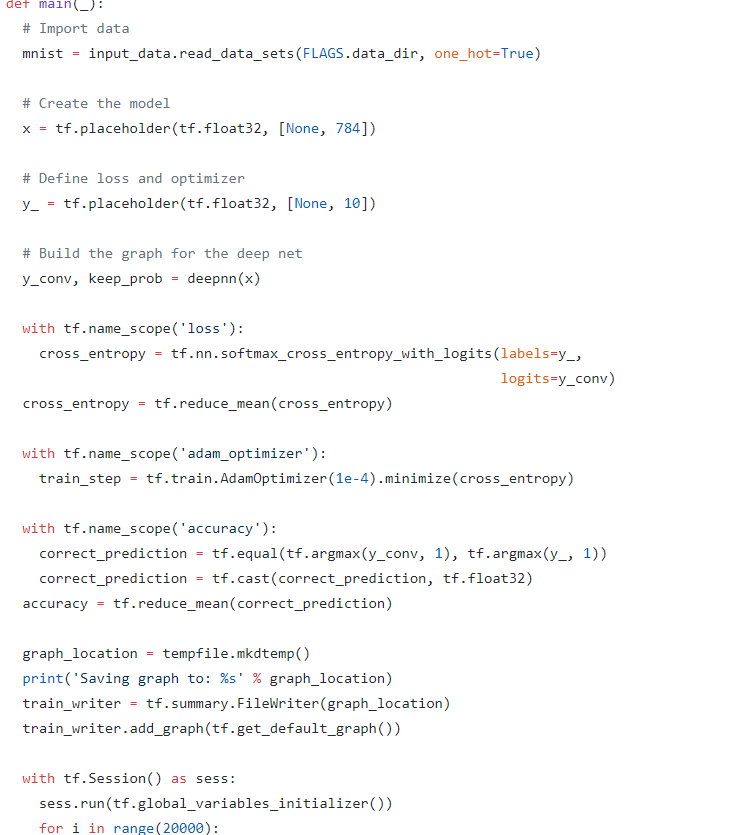 def main(_):
  # Import data
  mnist = input_data.read_data_sets(FLAGS.data_dir, one_hot=True)

  # Create the model
  x = tf.placeholder(tf.float32, [None, 784])

  # Define loss and optimizer
  y_ = tf.placeholder(tf.float32, [None, 10])

  # Build the graph for the deep net
  y_conv, keep_prob = deepnn(x)

  with tf.name_scope('loss'):
    cross_entropy = tf.nn.softmax_cross_entropy_with_logits(labels=y_,
                                                            logits=y_conv)
  cross_entropy = tf.reduce_mean(cross_entropy)

  with tf.name_scope('adam_optimizer'):
    train_step = tf.train.AdamOptimizer(1e-4).minimize(cross_entropy)

  with tf.name_scope('accuracy'):
    correct_prediction = tf.equal(tf.argmax(y_conv, 1), tf.argmax(y_, 1))
    correct_prediction = tf.cast(correct_prediction, tf.float32)
  accuracy = tf.reduce_mean(correct_prediction)

  graph_location = tempfile.mkdtemp()
  print('Saving graph to: %s' % graph_location)
  train_writer = tf.summary.FileWriter(graph_location)
  train_writer.add_graph(tf.get_default_graph())

  with tf.Session() as sess:
    sess.run(tf.global_variables_initializer())
    for i in range(20000):